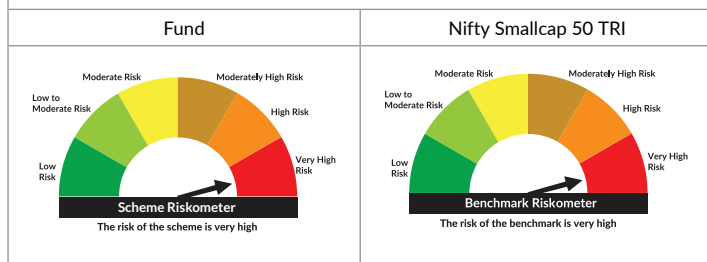 Fund
Nifty Smallcap 50 TRI
Moderate Risk
Moderately High Risk
Low to
Moderate Risk
High Risk
Low
Risk
Very High
Risk
Scheme Riskometer
The risk of the scheme is very high
Moderate Risk
Moderately High Risk
Low to
Moderate Risk
High Risk
Low
Risk
Very High
Risk
Benchmark Riskometer
The risk of the benchmark is very high